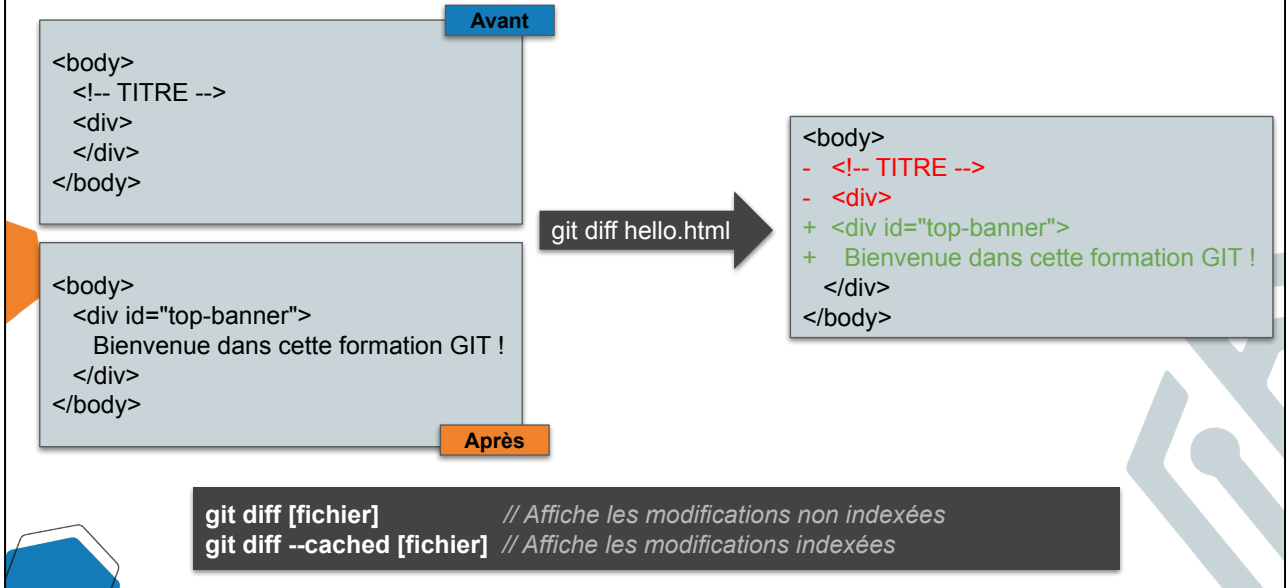 Avant
<body>
<!-- TITRE -->
<div>
</div>
</body>
<body>
<div id="top-banner">
Bienvenue dans cette formation GIT !
</div>
</body>
Après
git diff hello.html
<body>
- <!-- TITRE -->
- <div>
+ <div id="top-banner">
+ Bienvenue dans cette formation GIT !
</div>
</body>
git diff [fichier] // Affiche les modifications non indexées
git diff --cached [fichier] // Affiche les modifications indexées